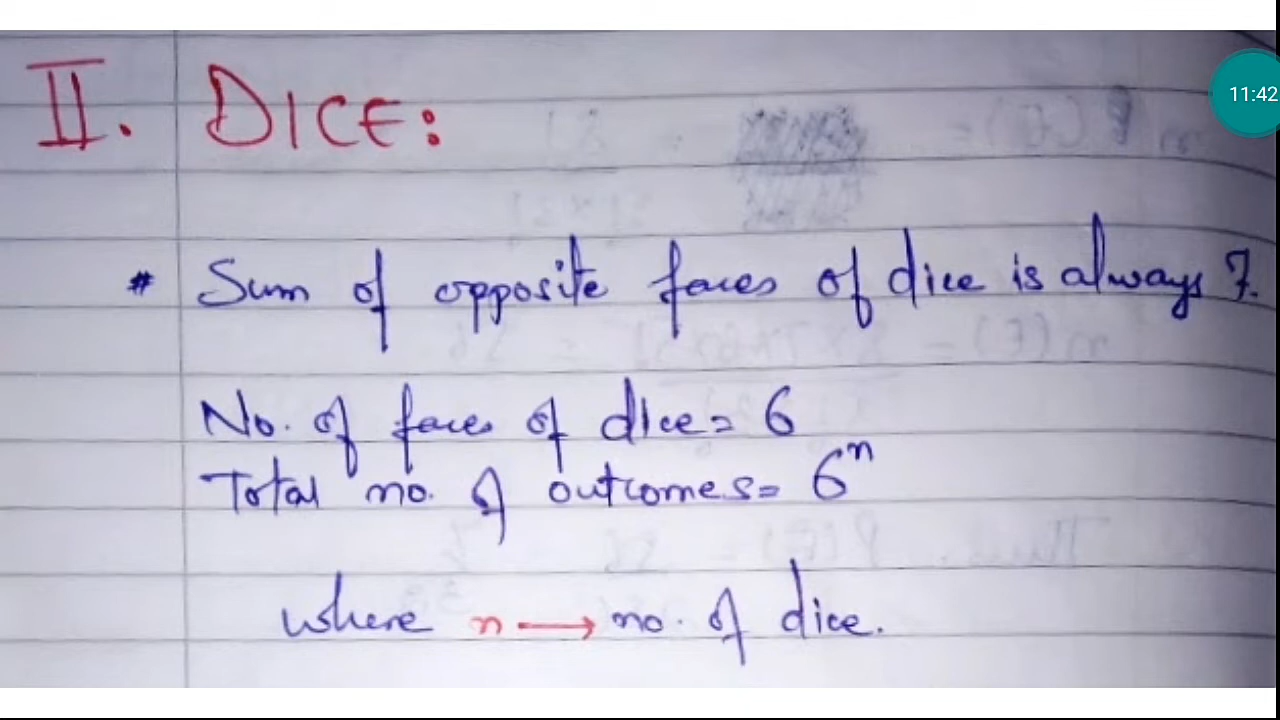 II. DICE:
11:42
# Sum of opposite faces of dice is always 7.
No. of faces of dice = 6
Total no. of outcomes = 6ⁿ
where n → no. of dice.